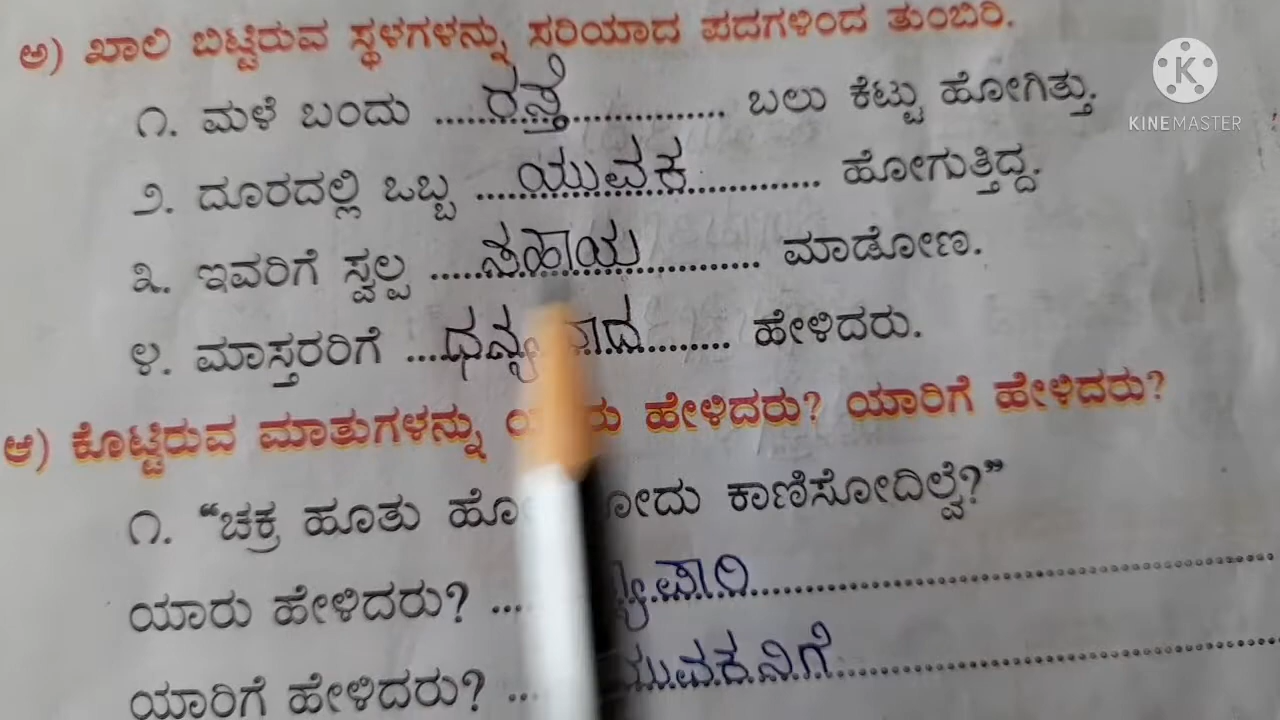 ಅ) ಖಾಲಿ ಬಿಟ್ಟಿರುವ ಸ್ಥಳಗಳನ್ನು ಸರಿಯಾದ ಪದಗಳಿಂದ ತುಂಬಿರಿ.
KINEMASTER
೧. ಮಳೆ ಬಂದು ರಸ್ತೆ ಬಲು ಕೆಟ್ಟು ಹೋಗಿತ್ತು.
೨. ದೂರದಲ್ಲಿ ಒಬ್ಬ ಯುವಕ ಹೋಗುತ್ತಿದ್ದ.
೩. ಇವರಿಗೆ ಸ್ವಲ್ಪ ಸಹಾಯ ಮಾಡೋಣ.
೪. ಮಾಸ್ತರರಿಗೆ ಹೇಳಿದರು.
ಆ) ಕೊಟ್ಟಿರುವ ಮಾತುಗಳನ್ನು ಹೇಳಿದರು? ಯಾರಿಗೆ ಹೇಳಿದರು?
೧. “ಚಕ್ರ ಹೂತು ಕಾಣಿಸೋದಿಲ್ವೆ?”
ಯಾರು ಹೇಳಿದರು?
ಯಾರಿಗೆ ಹೇಳಿದರು? ಯುವಕನಿಗೆ